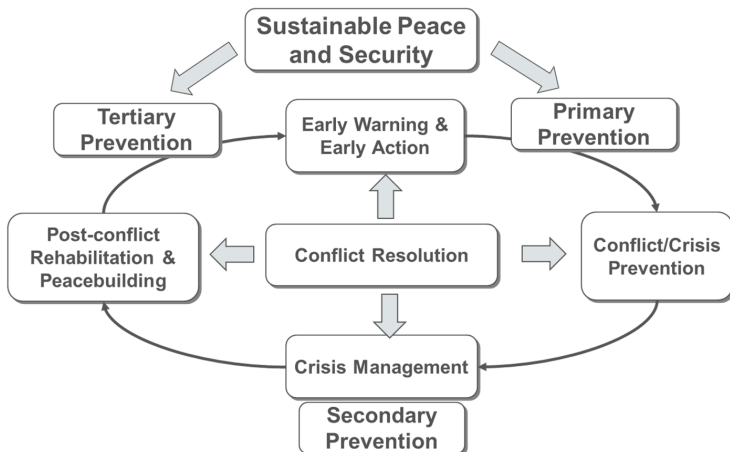 Sustainable Peace
and Security
Tertiary
Prevention
Early Warning &
Early Action
Primary
Prevention
Post-conflict
Rehabilitation &
Peacebuilding
Conflict Resolution
Conflict/Crisis
Prevention
Crisis Management
Secondary
Prevention